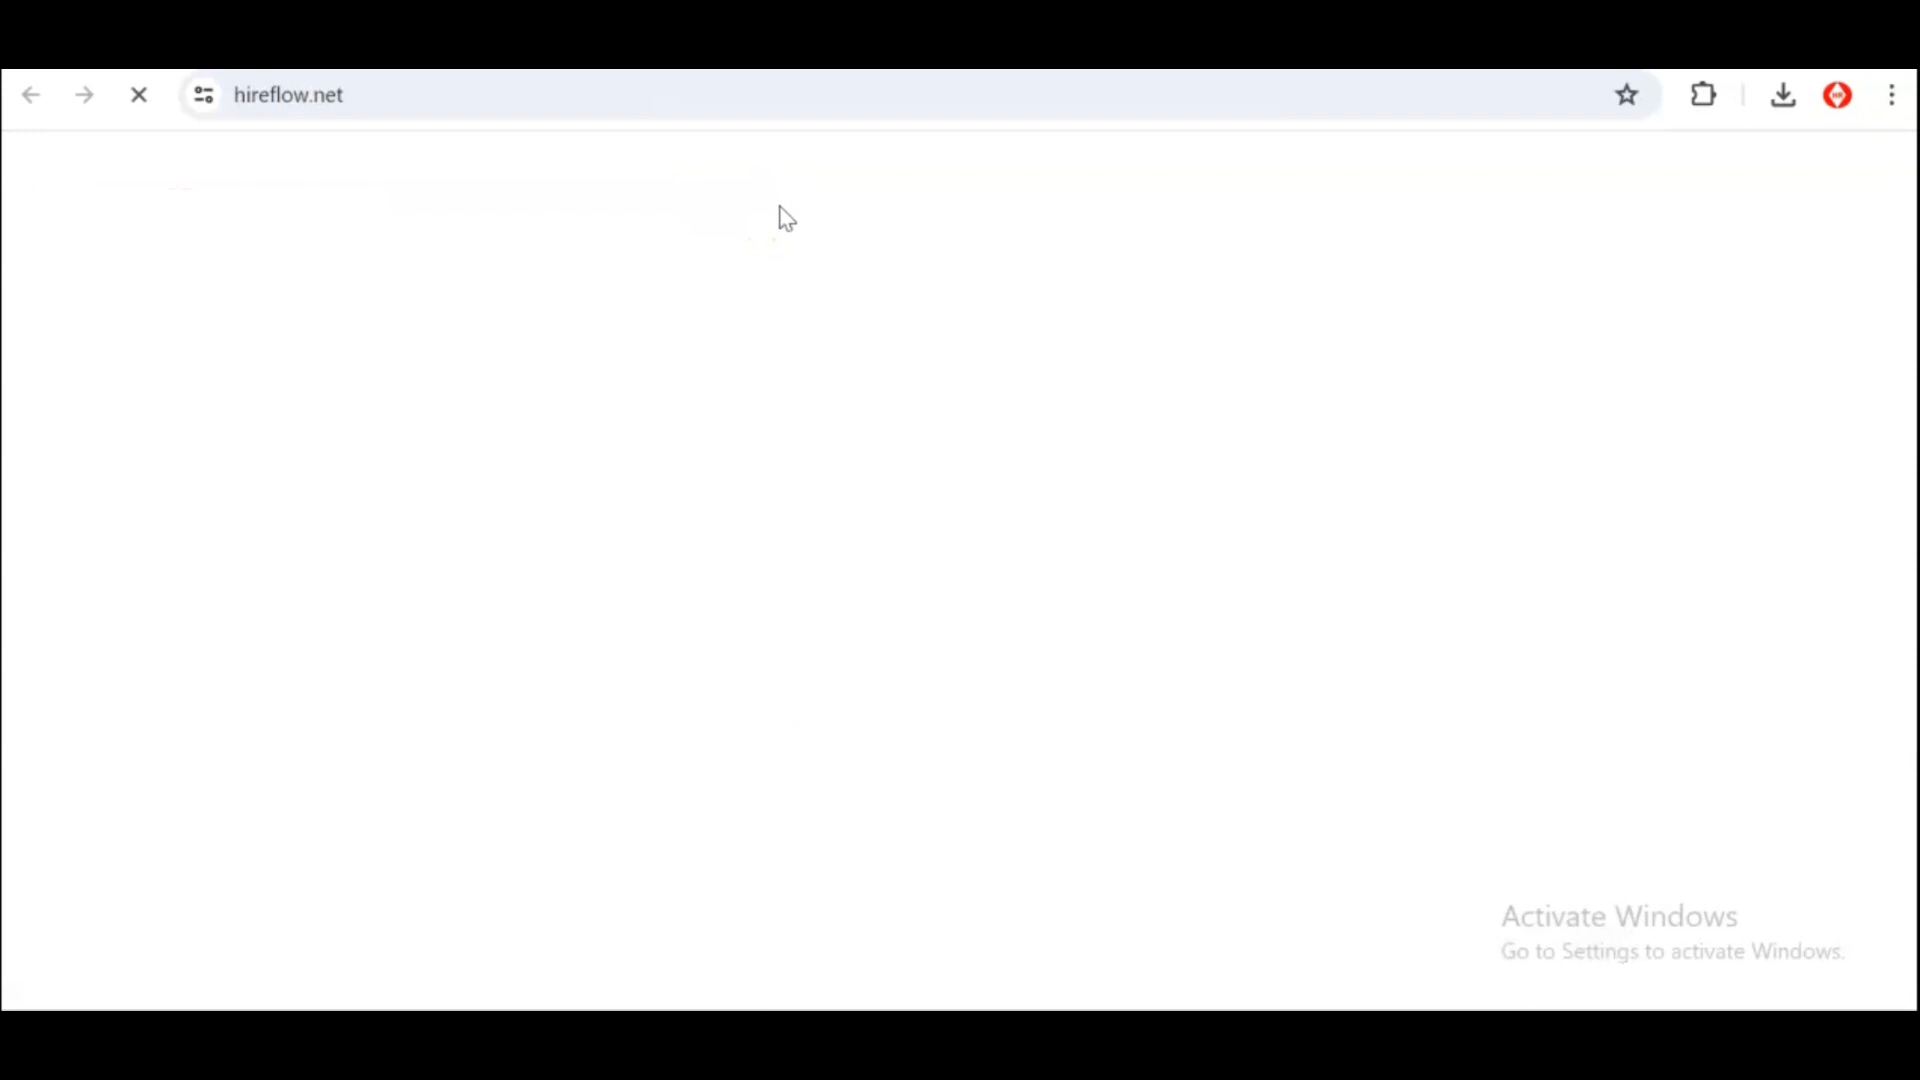 hireflow.net
Activate Windows
Go to Settings to activate Windows.